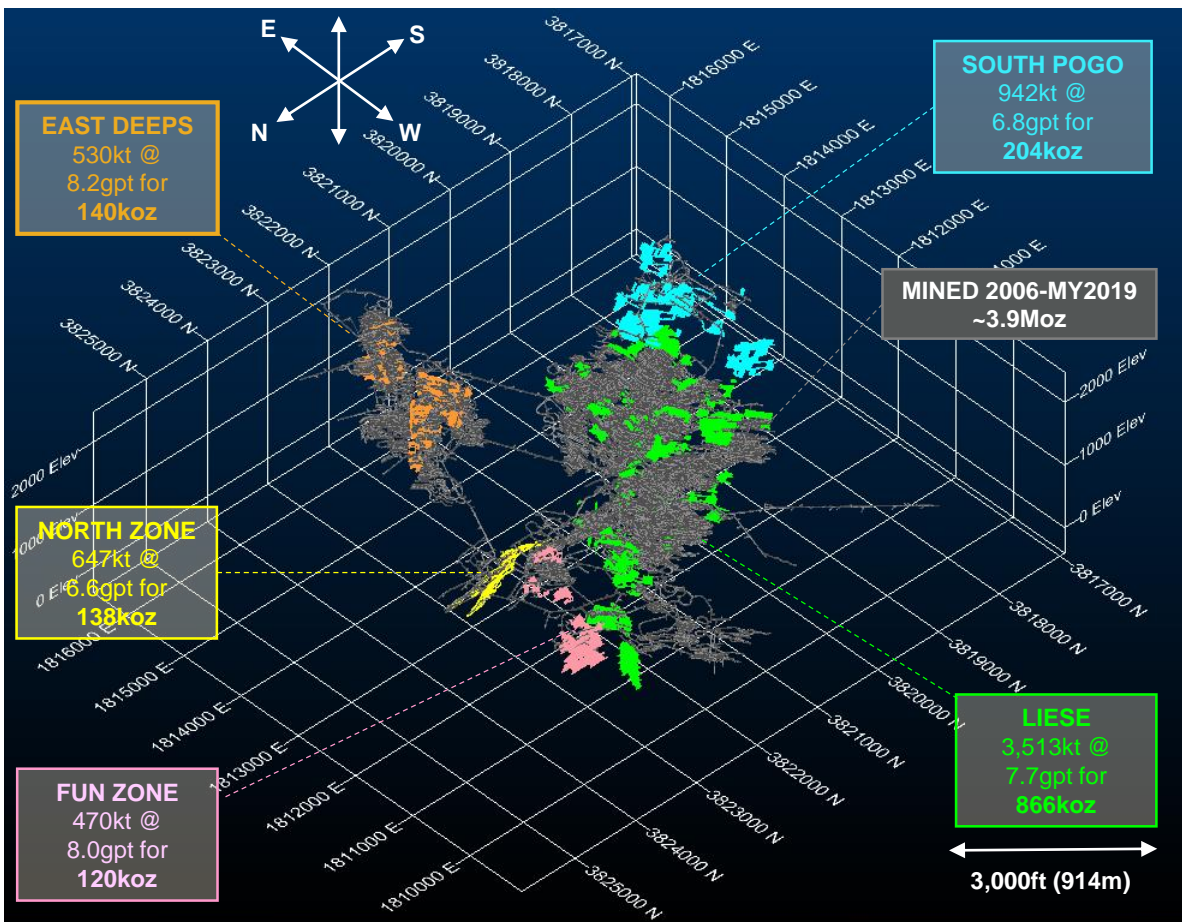 E
S
N
W
EAST DEEPS
530kt @
8.2gpt for
140koz
SOUTH POGO
942kt @
6.8gpt for
204koz
MINED 2006-MY2019
~3.9Moz
NORTH ZONE
647kt @
6.6gpt for
138koz
FUN ZONE
470kt @
8.0gpt for
120koz
LIESE
3,513kt @
7.7gpt for
866koz
3,000ft (914m)
3817000 N
3818000 N
3819000 N
3820000 N
3821000 N
3822000 N
3823000 N
3824000 N
3825000 N
1816000 E
1815000 E
1814000 E
1813000 E
1812000 E
2000 Elev
1000 Elev
0 Elev
2000 Elev
0 Elev
1816000 E
1815000 E
1814000 E
1813000 E
1812000 E
1811000 E
1810000 E
3817000 N
3818000 N
3819000 N
3820000 N
3821000 N
3822000 N
3823000 N
3824000 N
3825000 N